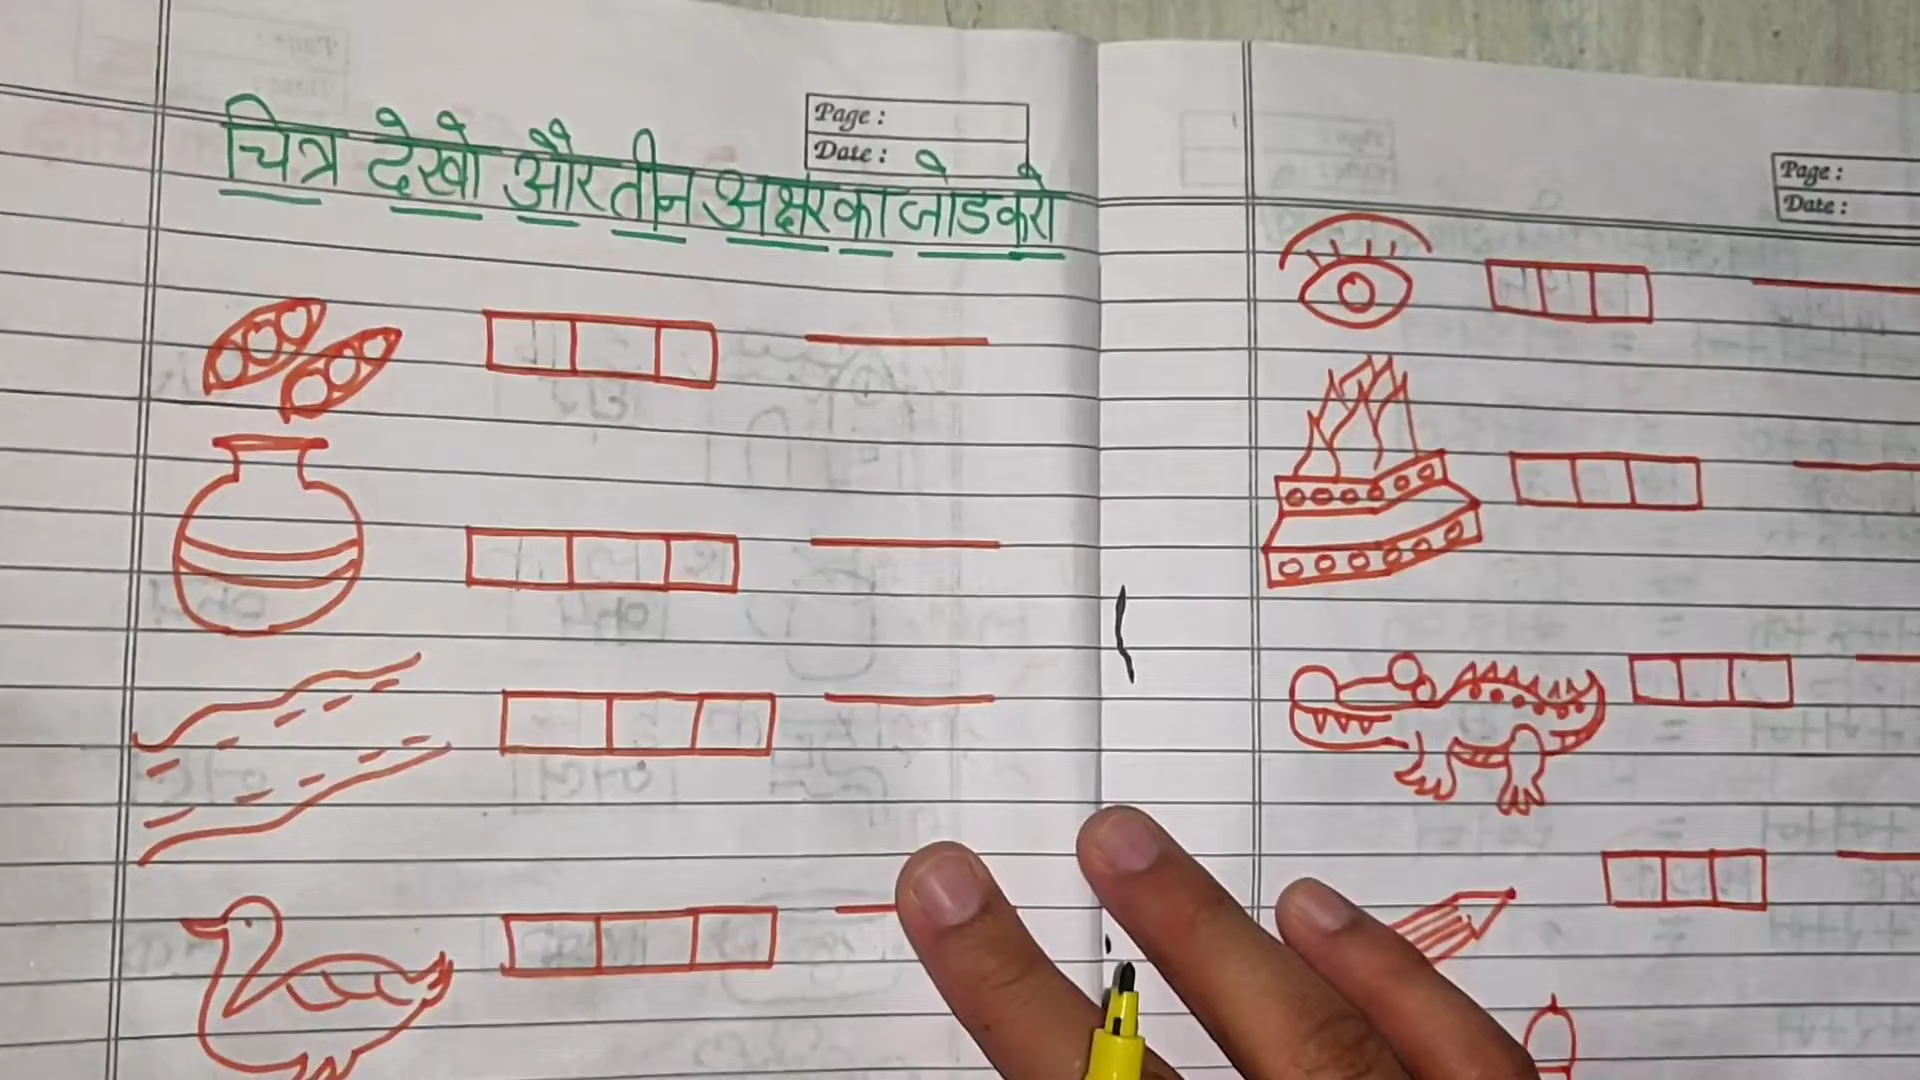 Page :
Date :
चित्र देखो और तीन अक्षर का जोड करो
Page :
Date :